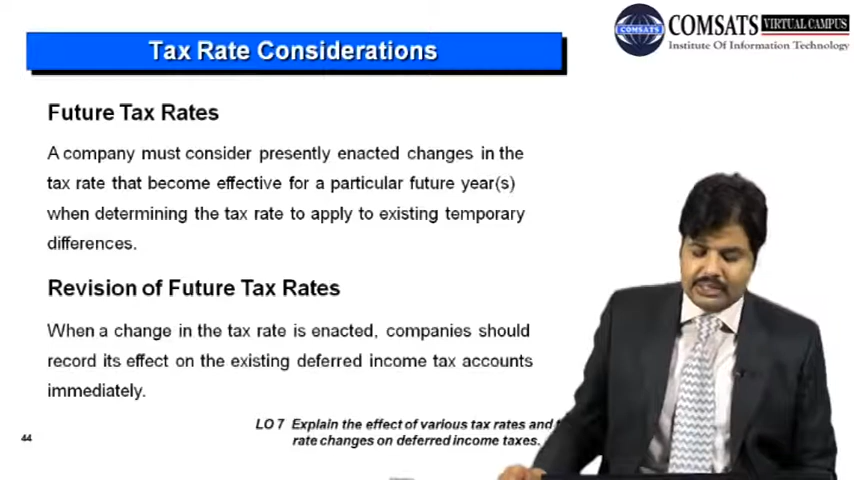 Tax Rate Considerations
COMSATS
COMSATS VIRTUAL CAMPUS
Institute Of Information Technology
Future Tax Rates
A company must consider presently enacted changes in the
tax rate that become effective for a particular future year(s)
when determining the tax rate to apply to existing temporary
differences.
Revision of Future Tax Rates
When a change in the tax rate is enacted, companies should
record its effect on the existing deferred income tax accounts
immediately.
LO 7 Explain the effect of various tax rates and
rate changes on deferred income taxes.
44